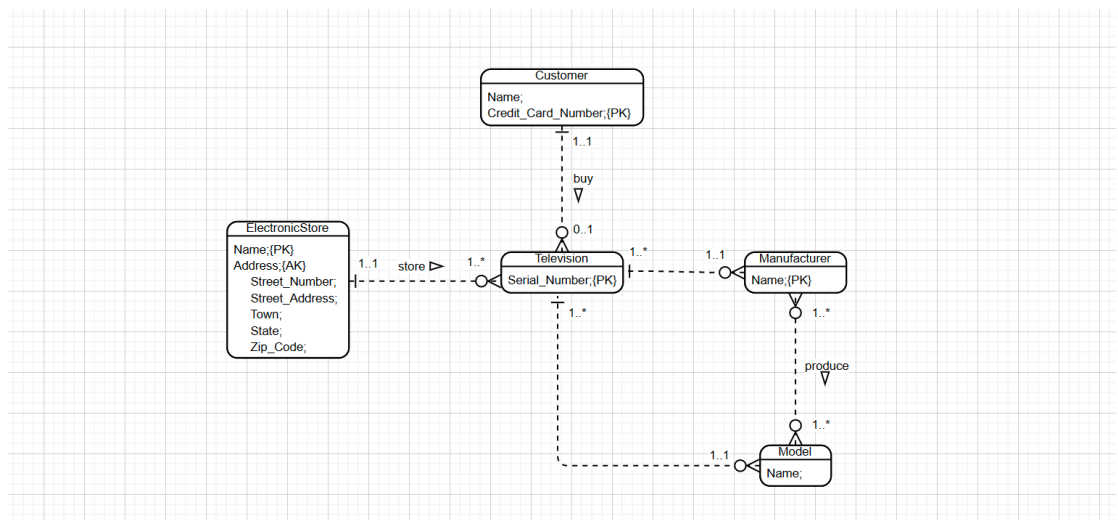 Customer
Name;
Credit_Card_Number;{PK}
1..1
buy
0..1
ElectronicStore
Name;{PK}
Address;{AK}
Street_Number;
Street_Address;
Town;
State;
Zip_Code;
1..1
store
1..*
Television
Serial_Number;{PK}
1..*
1..1
Manufacturer
Name;{PK}
1..*
1..*
produce
1..*
1..1
Model
Name;